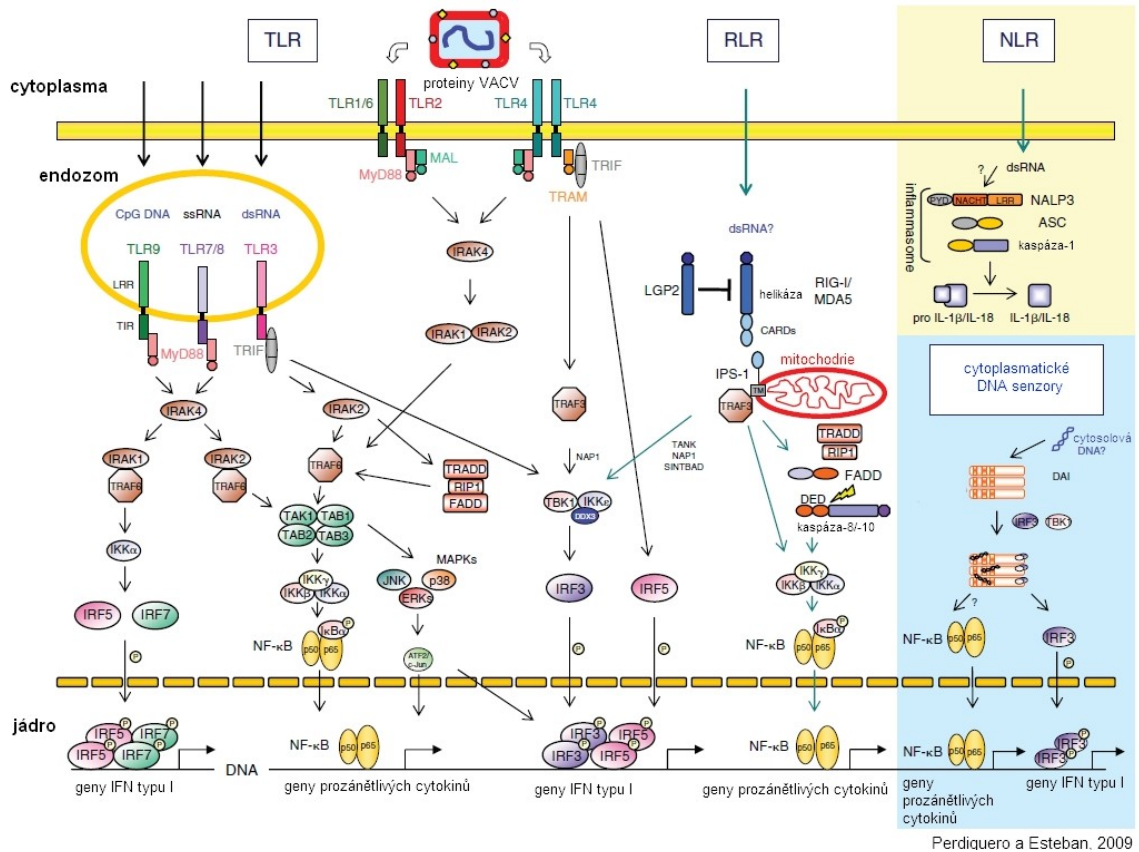 TLR
RLR
NLR
proteiny VACV
cytoplasma
TLR1/6
TLR2
TLR4
TLR4
MAL
MyD88
TRIF
TRAM
endozom
CpG DNA
ssRNA
dsRNA
TLR9
TLR7/8
TLR3
LRR
TIR
MyD88
TRIF
IRAK4
IRAK1
IRAK2
dsRNA?
LGP2
helikáza
RIG-I/
MDA5
CARDs
IPS-1
mitochodrie
TM
TRAF3
? dsRNA
inflammasome
PYD
NACHT
LRR
NALP3
ASC
kaspáza-1
pro IL-1β/IL-18
IL-1β/IL-18
cytoplasmatické
DNA senzory
cytosolová
DNA?
DAI
IRF3
TBK1
?
NF-κB
p50
p65
IRF3
P
IRAK4
IRAK1
TRAF6
IRAK2
TRAF6
IKKα
IRF5
IRF7
P
IRAK2
TRAF6
TRADD
RIP1
FADD
TAK1
TAB1
TAB2
TAB3
IKKγ
IKKβ
IKKα
MAPKs
JNK
p38
ERKs
NF-κB
IκBα
P
p50
p65
ATF2/
c-Jun
TRAF3
NAP1
TANK
NAP1
SINTBAD
TBK1
IKKε
DDX3
IRF3
IRF5
P
P
TRADD
RIP1
FADD
DED
kaspáza-8/-10
IKKγ
IKKβ
IKKα
NF-κB
IκBα
P
p50
p65
jádro
IRF5
P
IRF7
P
IRF5
P
IRF7
P
DNA
NF-κB
p50
p65
IRF3
P
IRF5
P
IRF3
P
IRF5
P
NF-κB
p50
p65
NF-κB
p50
p65
IRF3
P
IRF3
P
geny IFN typu I
geny prozánětlivých cytokinů
geny IFN typu I
geny prozánětlivých cytokinů
geny
prozánětlivých
cytokinů
geny IFN typu I
Perdiguero a Esteban, 2009